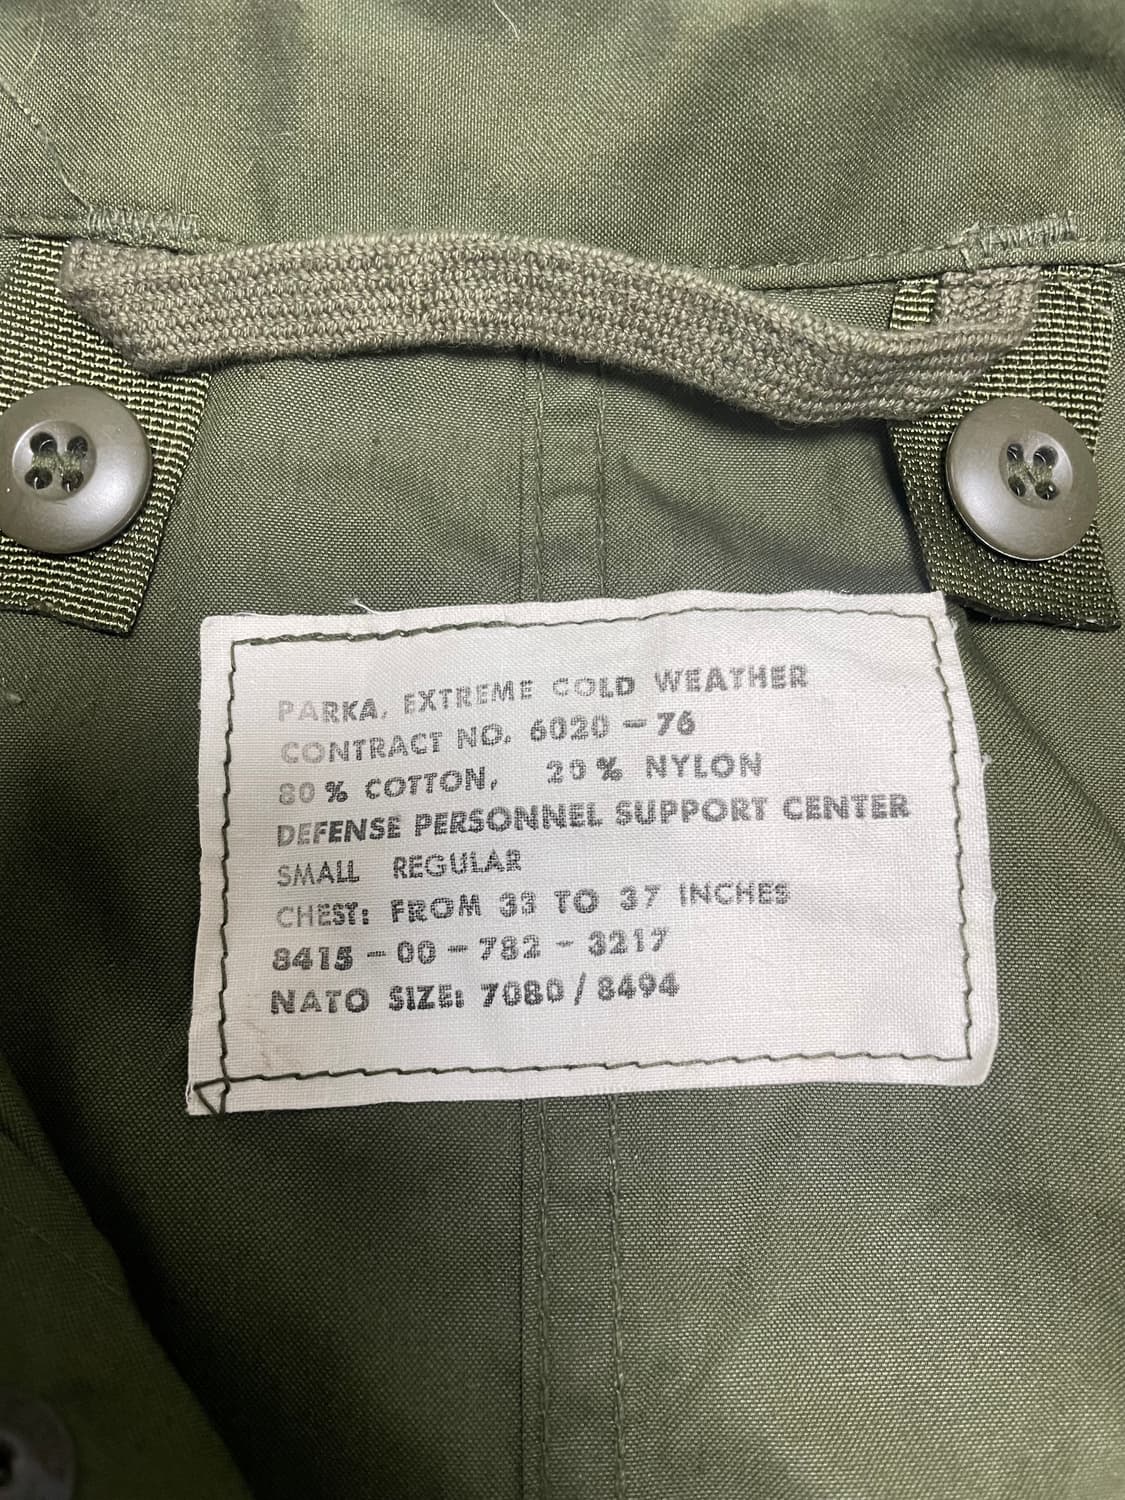 PARKA, EXTREME COLD WEATHER
CONTRACT NO. 6020-76
80% COTTON, 20% NYLON
DEFENSE PERSONNEL SUPPORT CENTER
SMALL REGULAR
CHEST: FROM 33 TO 37 INCHES
8415-00-782-3217
NATO SIZE: 7080/8494